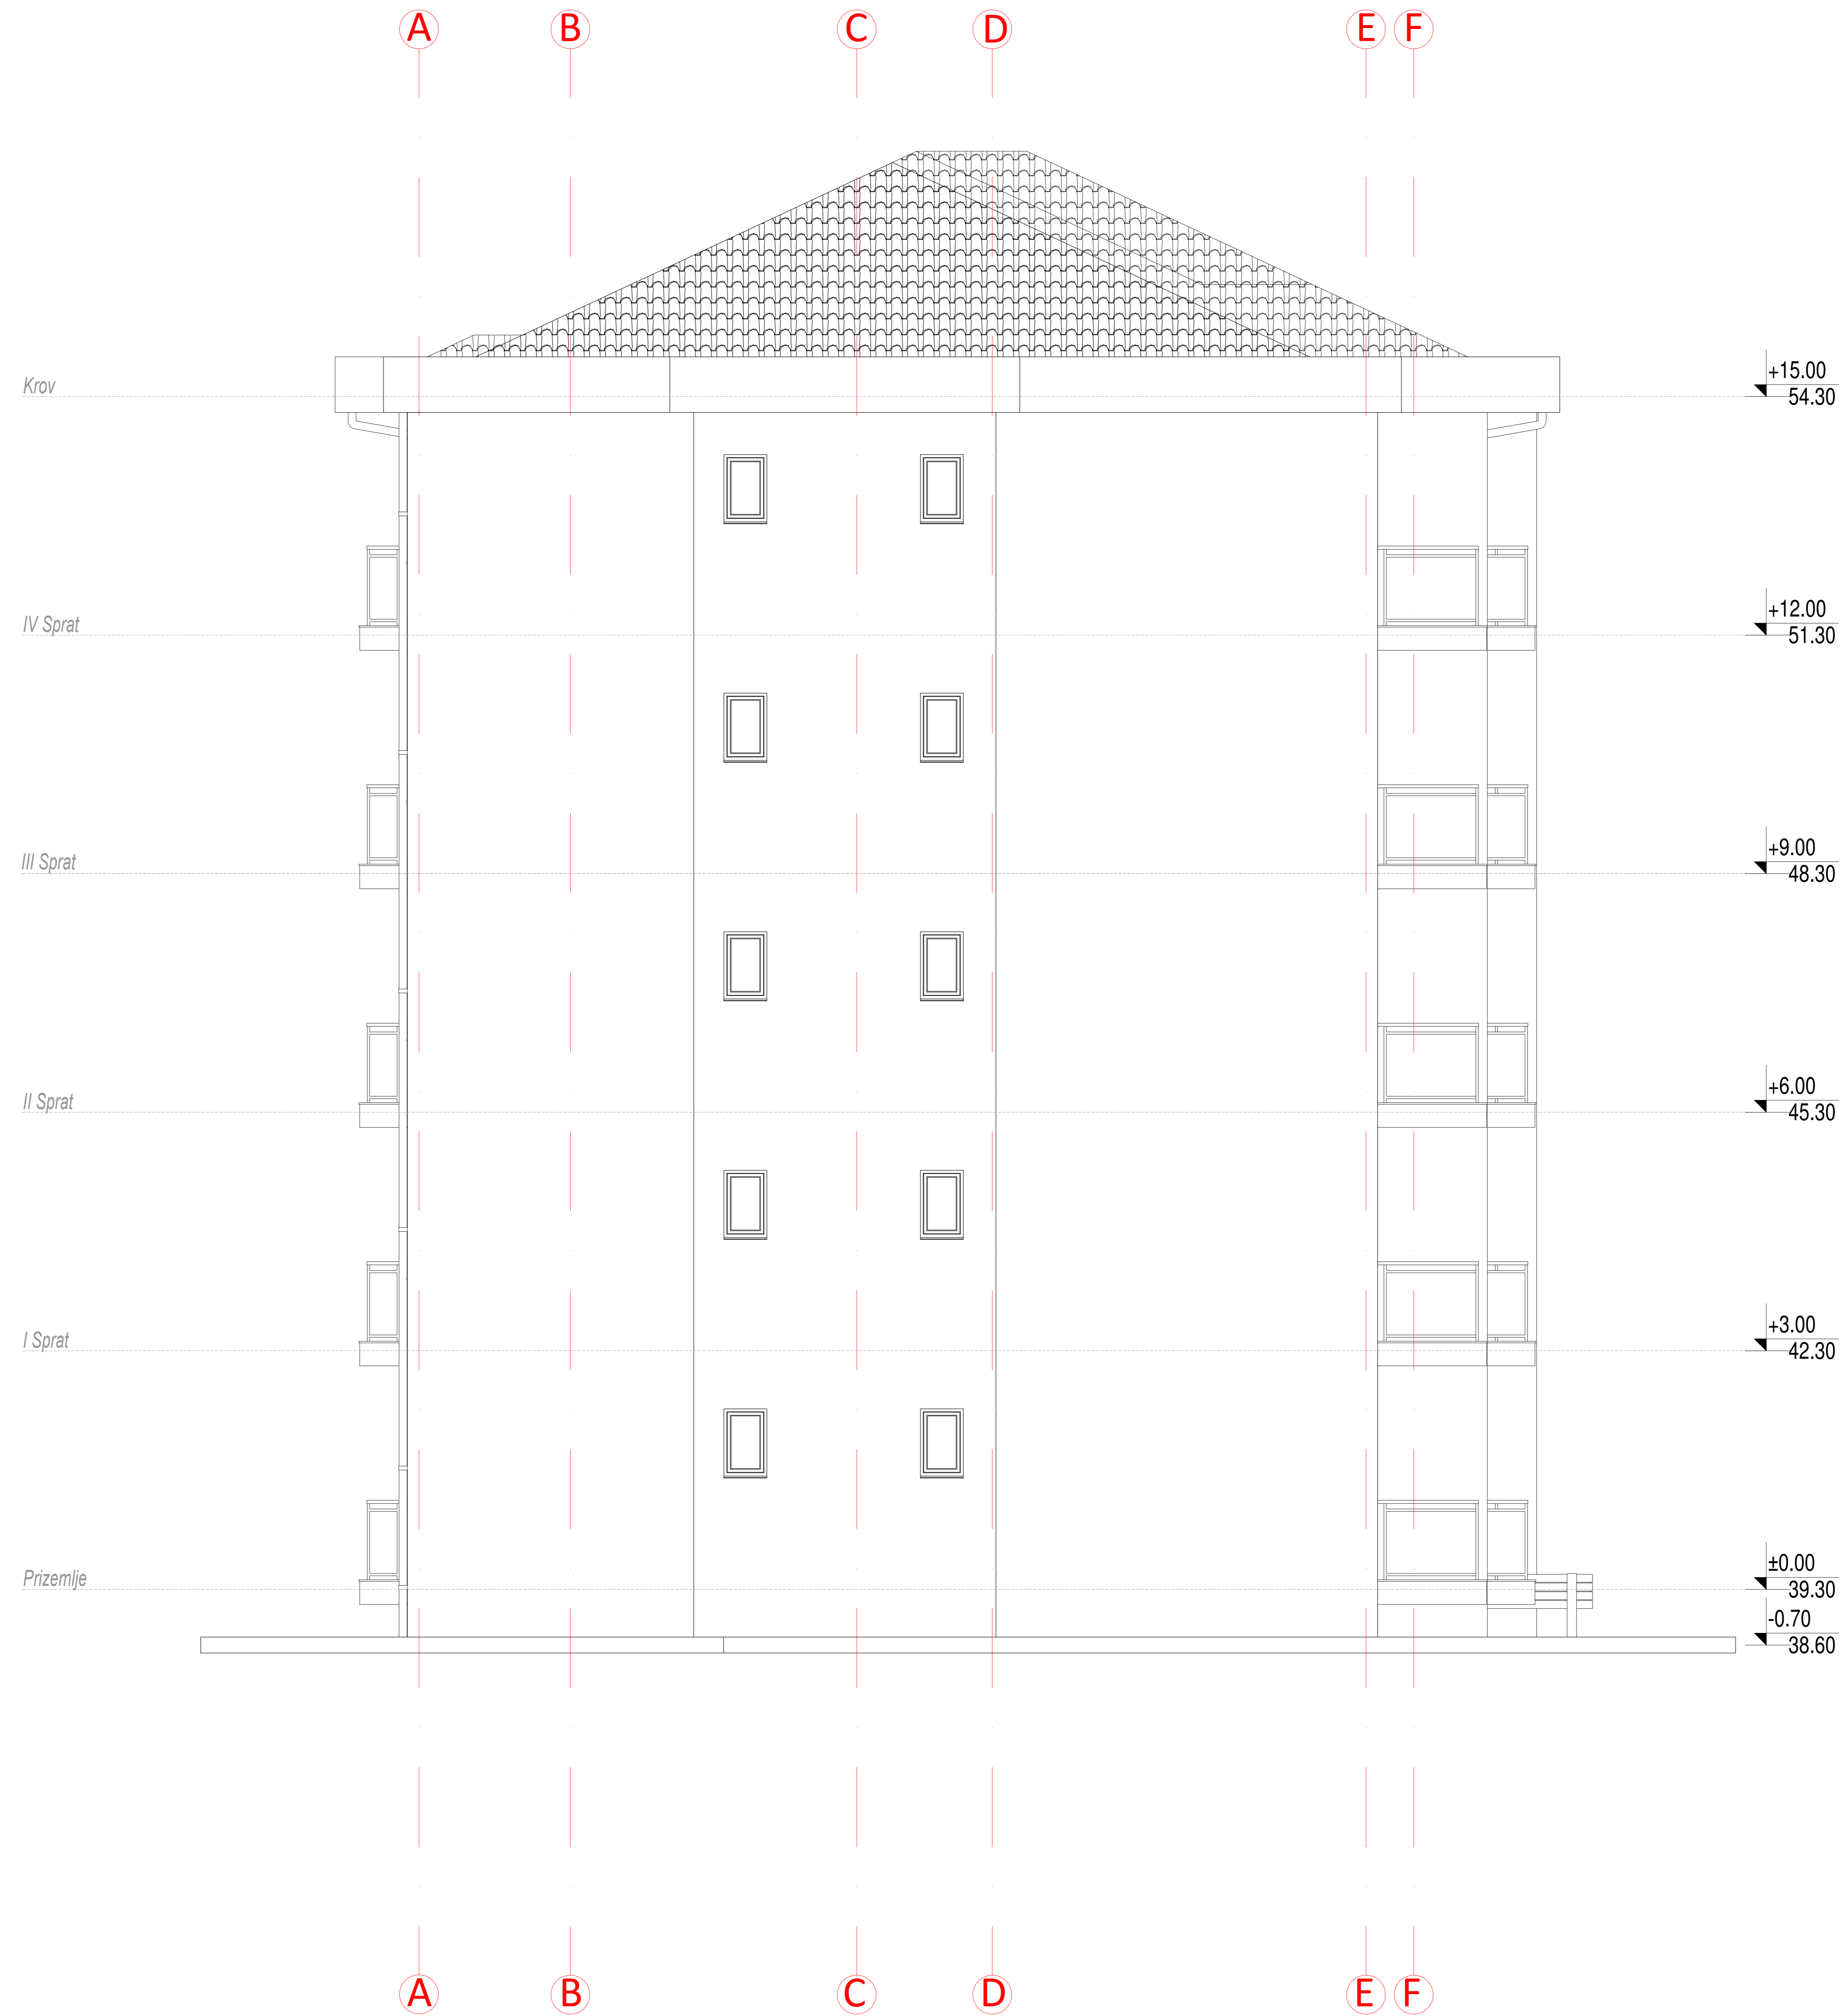 A B C D E F
Krov
+15.00
54.30
IV Sprat
+12.00
51.30
III Sprat
+9.00
48.30
II Sprat
+6.00
45.30
I Sprat
+3.00
42.30
Prizemlje
±0.00
39.30
-0.70
38.60
A B C D E F